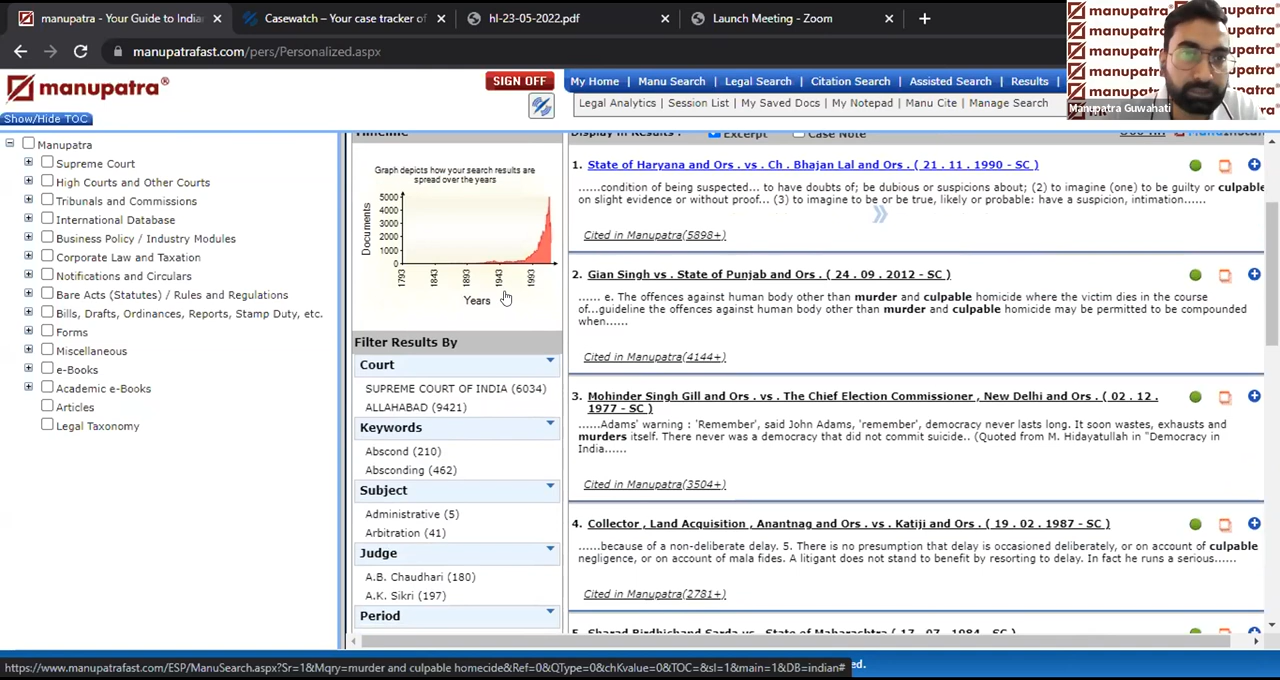 manupatra - Your Guide to Indian
Casewatch – Your case tracker of
hl-23-05-2022.pdf
Launch Meeting - Zoom
manupatrafast.com/pers/Personalized.aspx
manupatra
Manupatra Guwahati
manupatra®
SIGN OFF
My Home | Manu Search | Legal Search | Citation Search | Assisted Search | Results |
Legal Analytics | Session List | My Saved Docs | My Notepad | Manu Cite | Manage Search
Show/Hide TOC
Manupatra
Supreme Court
High Courts and Other Courts
Tribunals and Commissions
International Database
Business Policy / Industry Modules
Corporate Law and Taxation
Notifications and Circulars
Bare Acts (Statutes) / Rules and Regulations
Bills, Drafts, Ordinances, Reports, Stamp Duty, etc.
Forms
Miscellaneous
e-Books
Academic e-Books
Articles
Legal Taxonomy
Timeline
Graph depicts how your search results are
spread over the years
Documents
5000
4000
3000
2000
1000
0
1793
1843
1893
1943
1993
Years
Filter Results By
Court
SUPREME COURT OF INDIA (6034)
ALLAHABAD (9421)
Keywords
Abscond (210)
Absconding (462)
Subject
Administrative (5)
Arbitration (41)
Judge
A.B. Chaudhari (180)
A.K. Sikri (197)
Period
Display in Results : Excerpt Case Note
1. State of Haryana and Ors . vs . Ch . Bhajan Lal and Ors . ( 21 . 11 . 1990 - SC )
......condition of being suspected... to have doubts of; be dubious or suspicions about; (2) to imagine (one) to be guilty or culpable
on slight evidence or without proof... (3) to imagine to be or be true, likely or probable: have a suspicion, intimation......
Cited in Manupatra(5898+)
2. Gian Singh vs . State of Punjab and Ors . ( 24 . 09 . 2012 - SC )
...... e. The offences against human body other than murder and culpable homicide where the victim dies in the course
of...guideline the offences against human body other than murder and culpable homicide may be permitted to be compounded
when......
Cited in Manupatra(4144+)
3. Mohinder Singh Gill and Ors . vs . The Chief Election Commissioner , New Delhi and Ors . ( 02 . 12 .
1977 - SC )
......Adams' warning : 'Remember', said John Adams, 'remember', democracy never lasts long. It soon wastes, exhausts and
murders itself. There never was a democracy that did not commit suicide.. (Quoted from M. Hidayatullah in "Democracy in
India......
Cited in Manupatra(3504+)
4. Collector , Land Acquisition , Anantnag and Ors . vs . Katiji and Ors . ( 19 . 02 . 1987 - SC )
......because of a non-deliberate delay. 5. There is no presumption that delay is occasioned deliberately, or on account of culpable
negligence, or on account of mala fides. A litigant does not stand to benefit by resorting to delay. In fact he runs a serious......
Cited in Manupatra(2781+)
5. Sharad Birdhichand Sarda vs . State of Maharashtra ( 17 . 07 . 1984 - SC )
https://www.manupatrafast.com/ESP/ManuSearch.aspx?Sr=1&Mqry=murder and culpable homecide&Ref=0&QType=0&chKvalue=0&TOC=&sl=1&main=1&DB=indian#
ed.